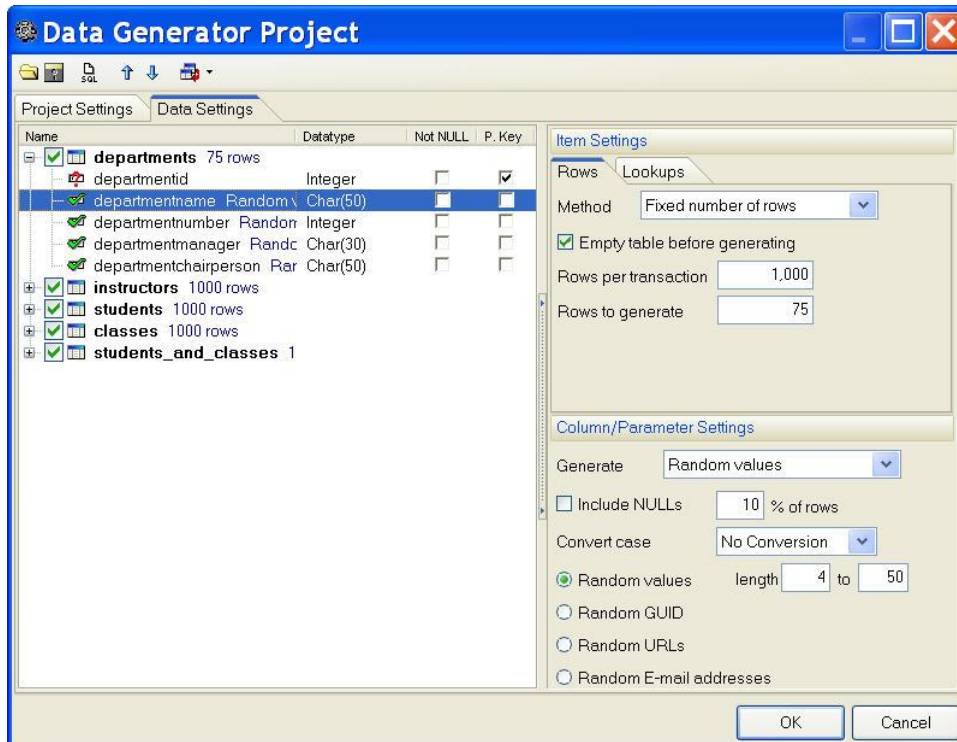 Data Generator Project
SQL
Project Settings Data Settings
Name Datatype Not NULL P. Key
departments 75 rows
departmentid Integer
departmentname Random v Char(50)
departmentnumber Random Integer
departmentmanager Rando Char(30)
departmentchairperson Rar Char(50)
instructors 1000 rows
students 1000 rows
classes 1000 rows
students_and_classes 1
Item Settings
Rows Lookups
Method Fixed number of rows
Empty table before generating
Rows per transaction 1,000
Rows to generate 75
Column/Parameter Settings
Generate Random values
Include NULLs 10 % of rows
Convert case No Conversion
Random values length 4 to 50
Random GUID
Random URLs
Random E-mail addresses
OK Cancel